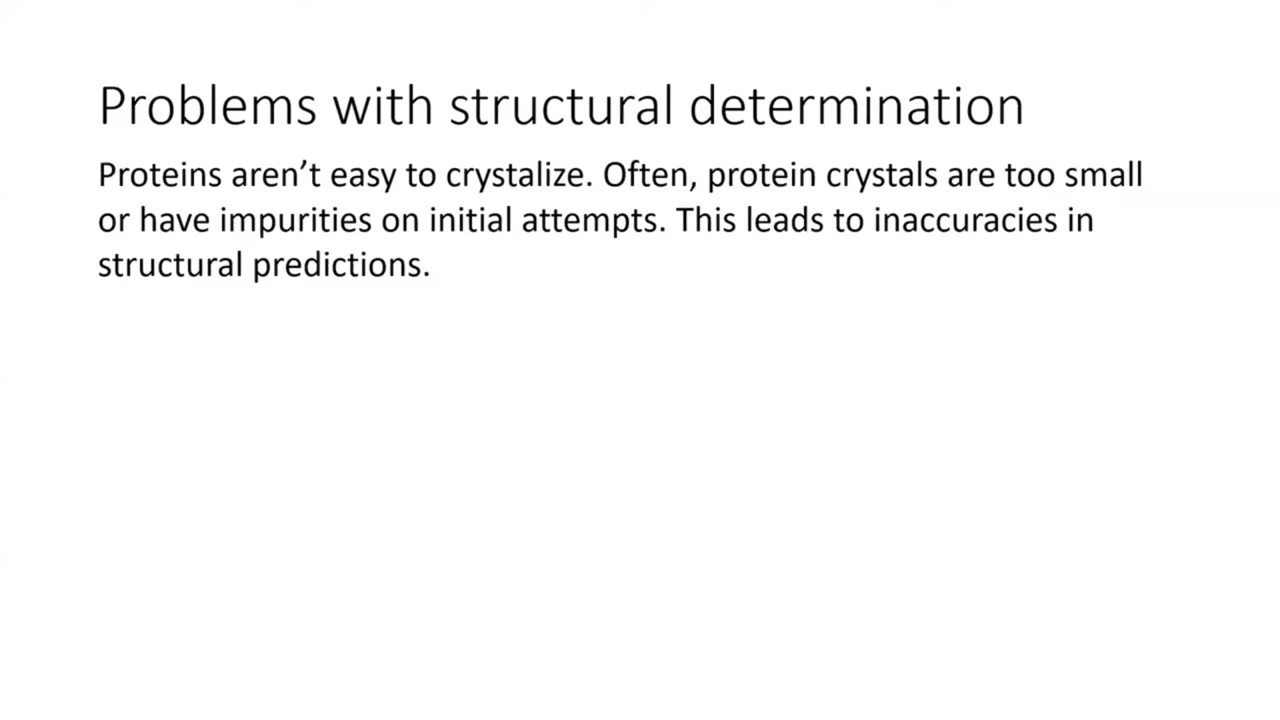 Problems with structural determination
Proteins aren’t easy to crystalize. Often, protein crystals are too small
or have impurities on initial attempts. This leads to inaccuracies in
structural predictions.